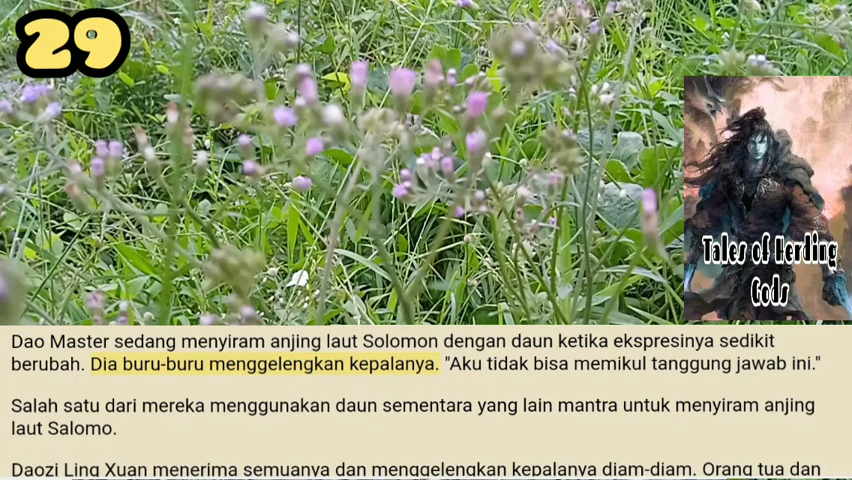 29
Tales of Herding
Gods
Dao Master sedang menyiram anjing laut Solomon dengan daun ketika ekspresinya sedikit
berubah. Dia buru-buru menggelengkan kepalanya. "Aku tidak bisa memikul tanggung jawab ini."
Salah satu dari mereka menggunakan daun sementara yang lain mantra untuk menyiram anjing
laut Salomo.
Daozi Ling Xuan menerima semuanya dan menggelengkan kepalanya diam-diam. Orang tua dan